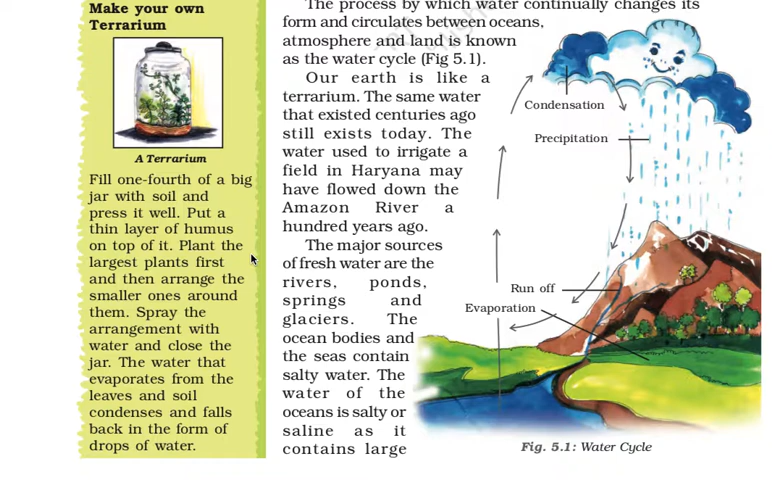 Make your own
Terrarium
A Terrarium
Fill one-fourth of a big
jar with soil and
press it well. Put a
thin layer of humus
on top of it. Plant the
largest plants first
and then arrange the
smaller ones around
them. Spray the
arrangement with
water and close the
jar. The water that
evaporates from the
leaves and soil
condenses and falls
back in the form of
drops of water.
The process by which water continually changes its
form and circulates between oceans,
atmosphere and land is known
as the water cycle (Fig 5.1).
Our earth is like a
terrarium. The same water
that existed centuries ago
still exists today. The
water used to irrigate a
field in Haryana may
have flowed down the
Amazon River a
hundred years ago.
The major sources
of fresh water are the
rivers, ponds,
springs and
glaciers. The
ocean bodies and
the seas contain
salty water. The
water of the
oceans is salty or
saline as it
contains large
Condensation
Precipitation
Run off
Evaporation
Fig. 5.1: Water Cycle